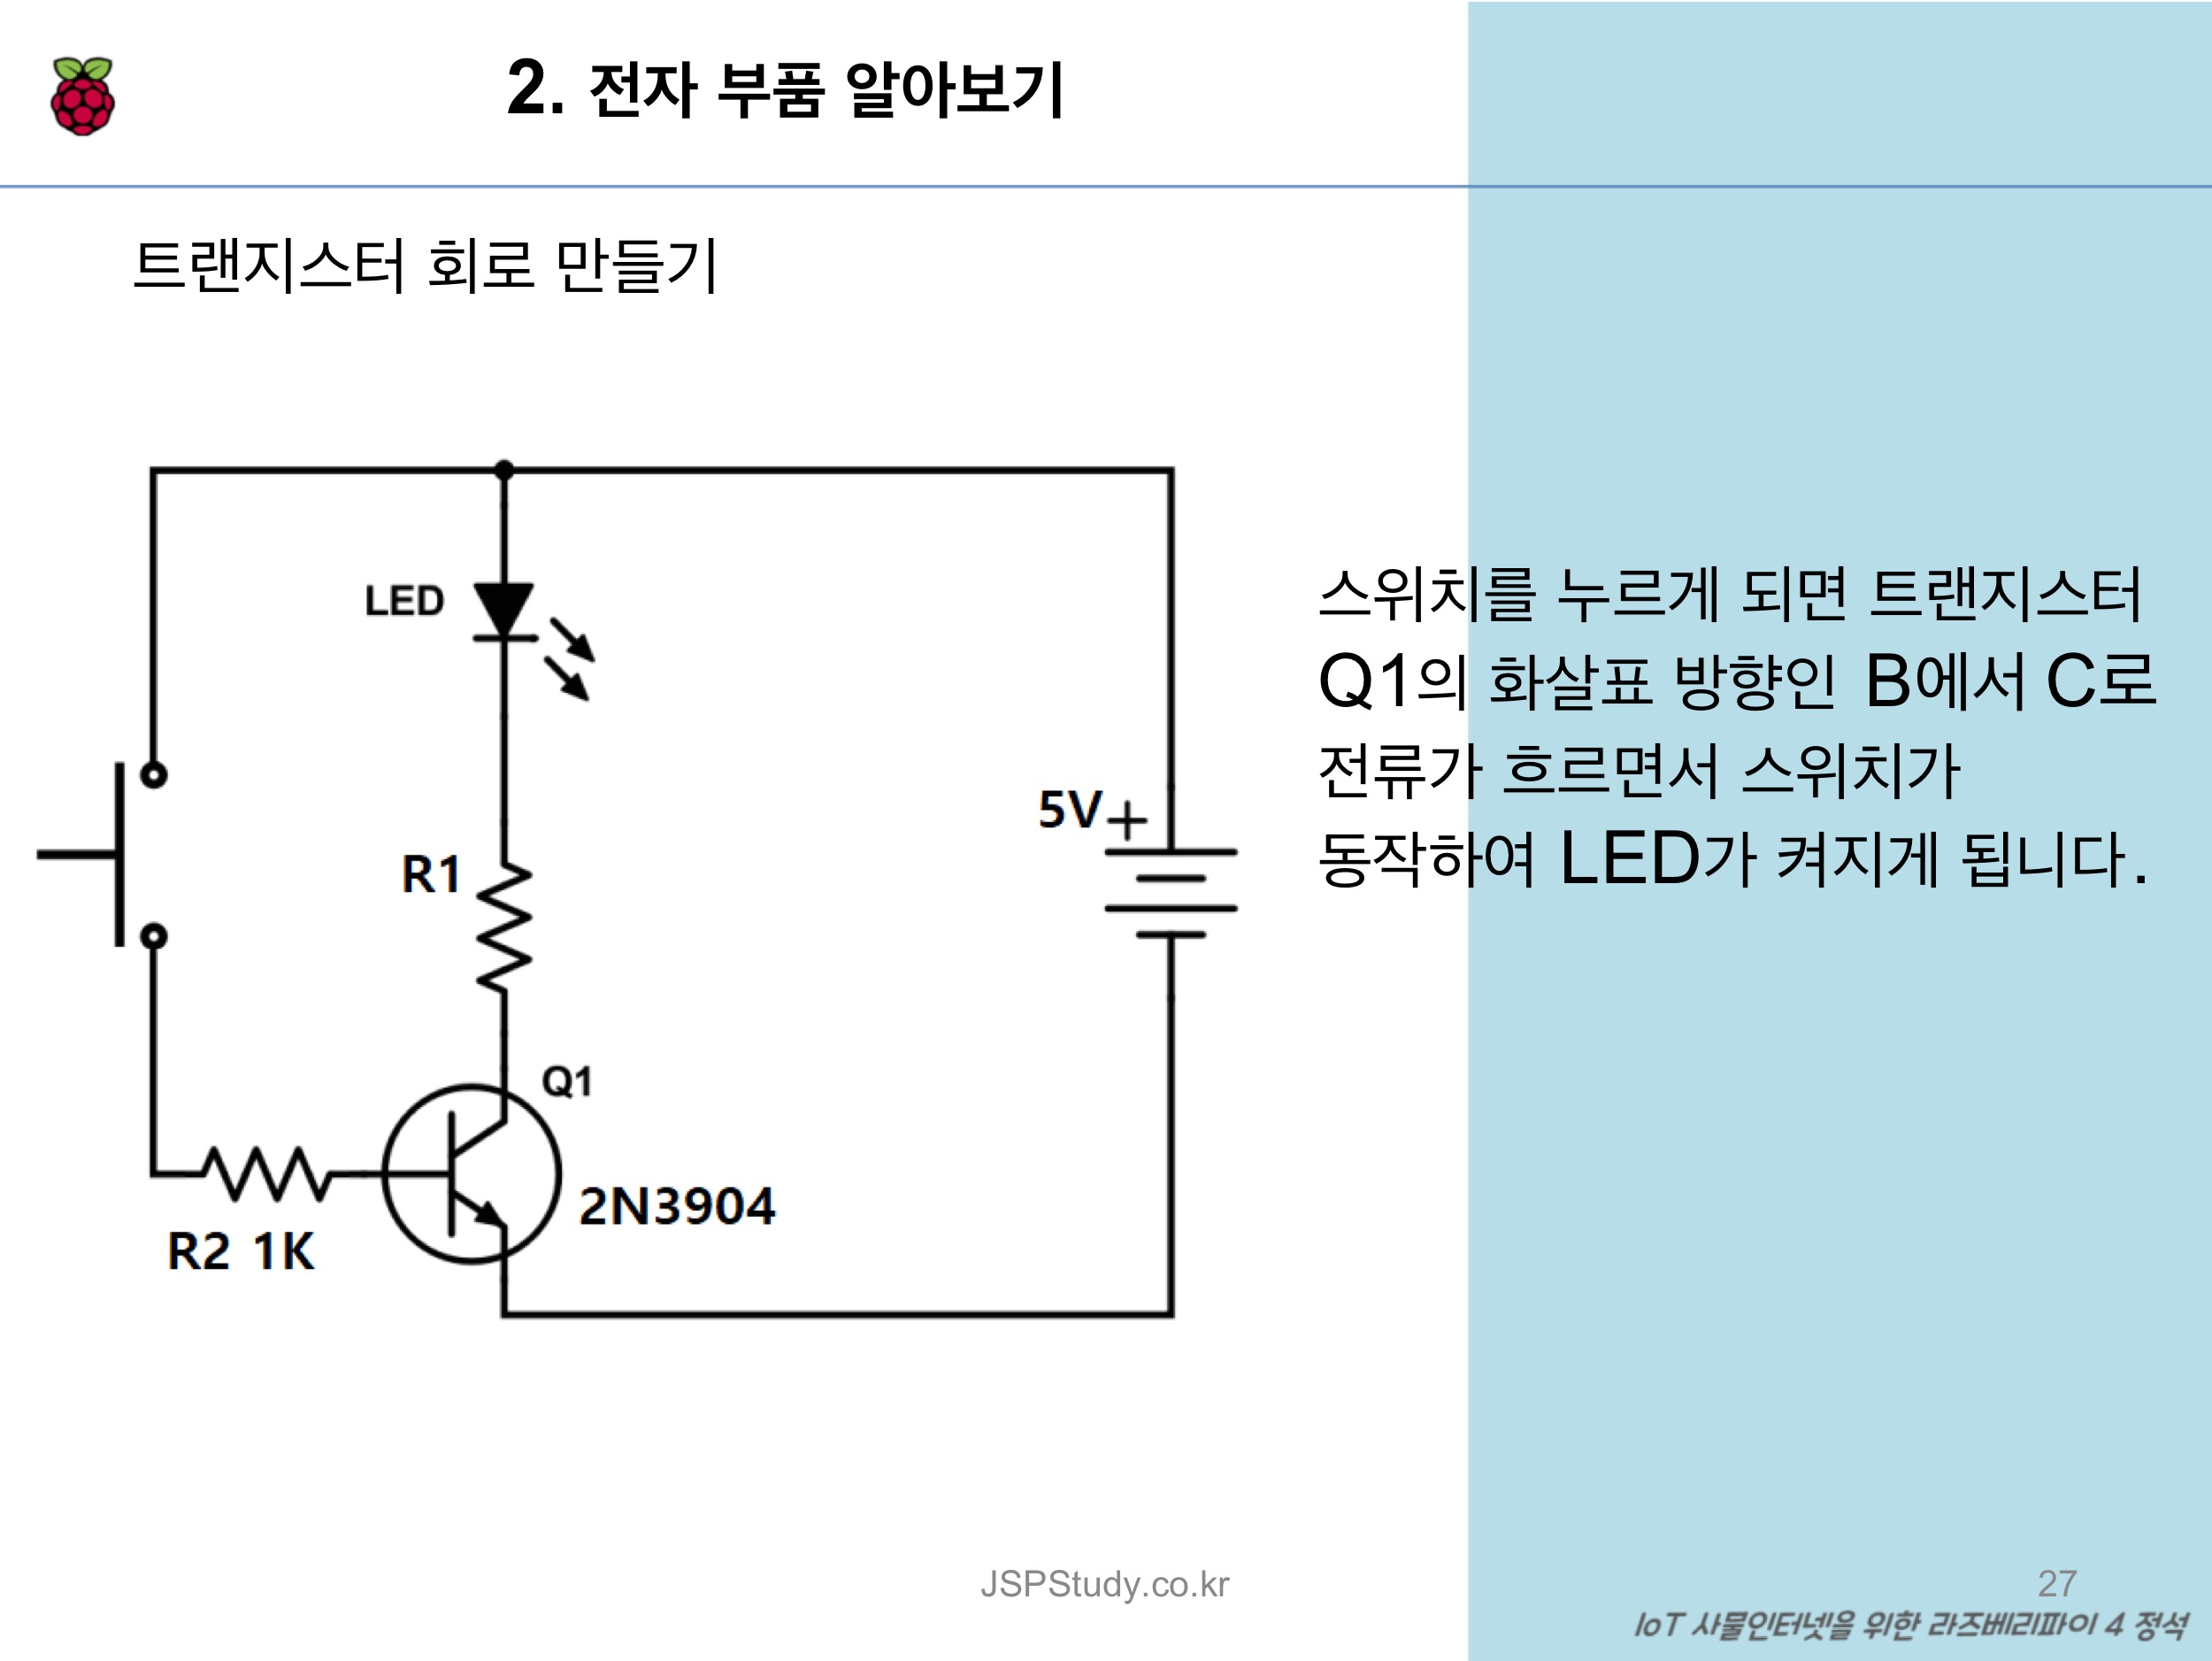 2. 전자 부품 알아보기
트랜지스터 회로 만들기
LED
R1
5V+
Q1
2N3904
R2 1K
스위치를 누르게 되면 트랜지스터
Q1의 화살표 방향인 B에서 C로
전류가 흐르면서 스위치가
동작하여 LED가 켜지게 됩니다.
JSPStudy.co.kr
27
IoT 사물인터넷을 위한 라즈베리파이 4 정석